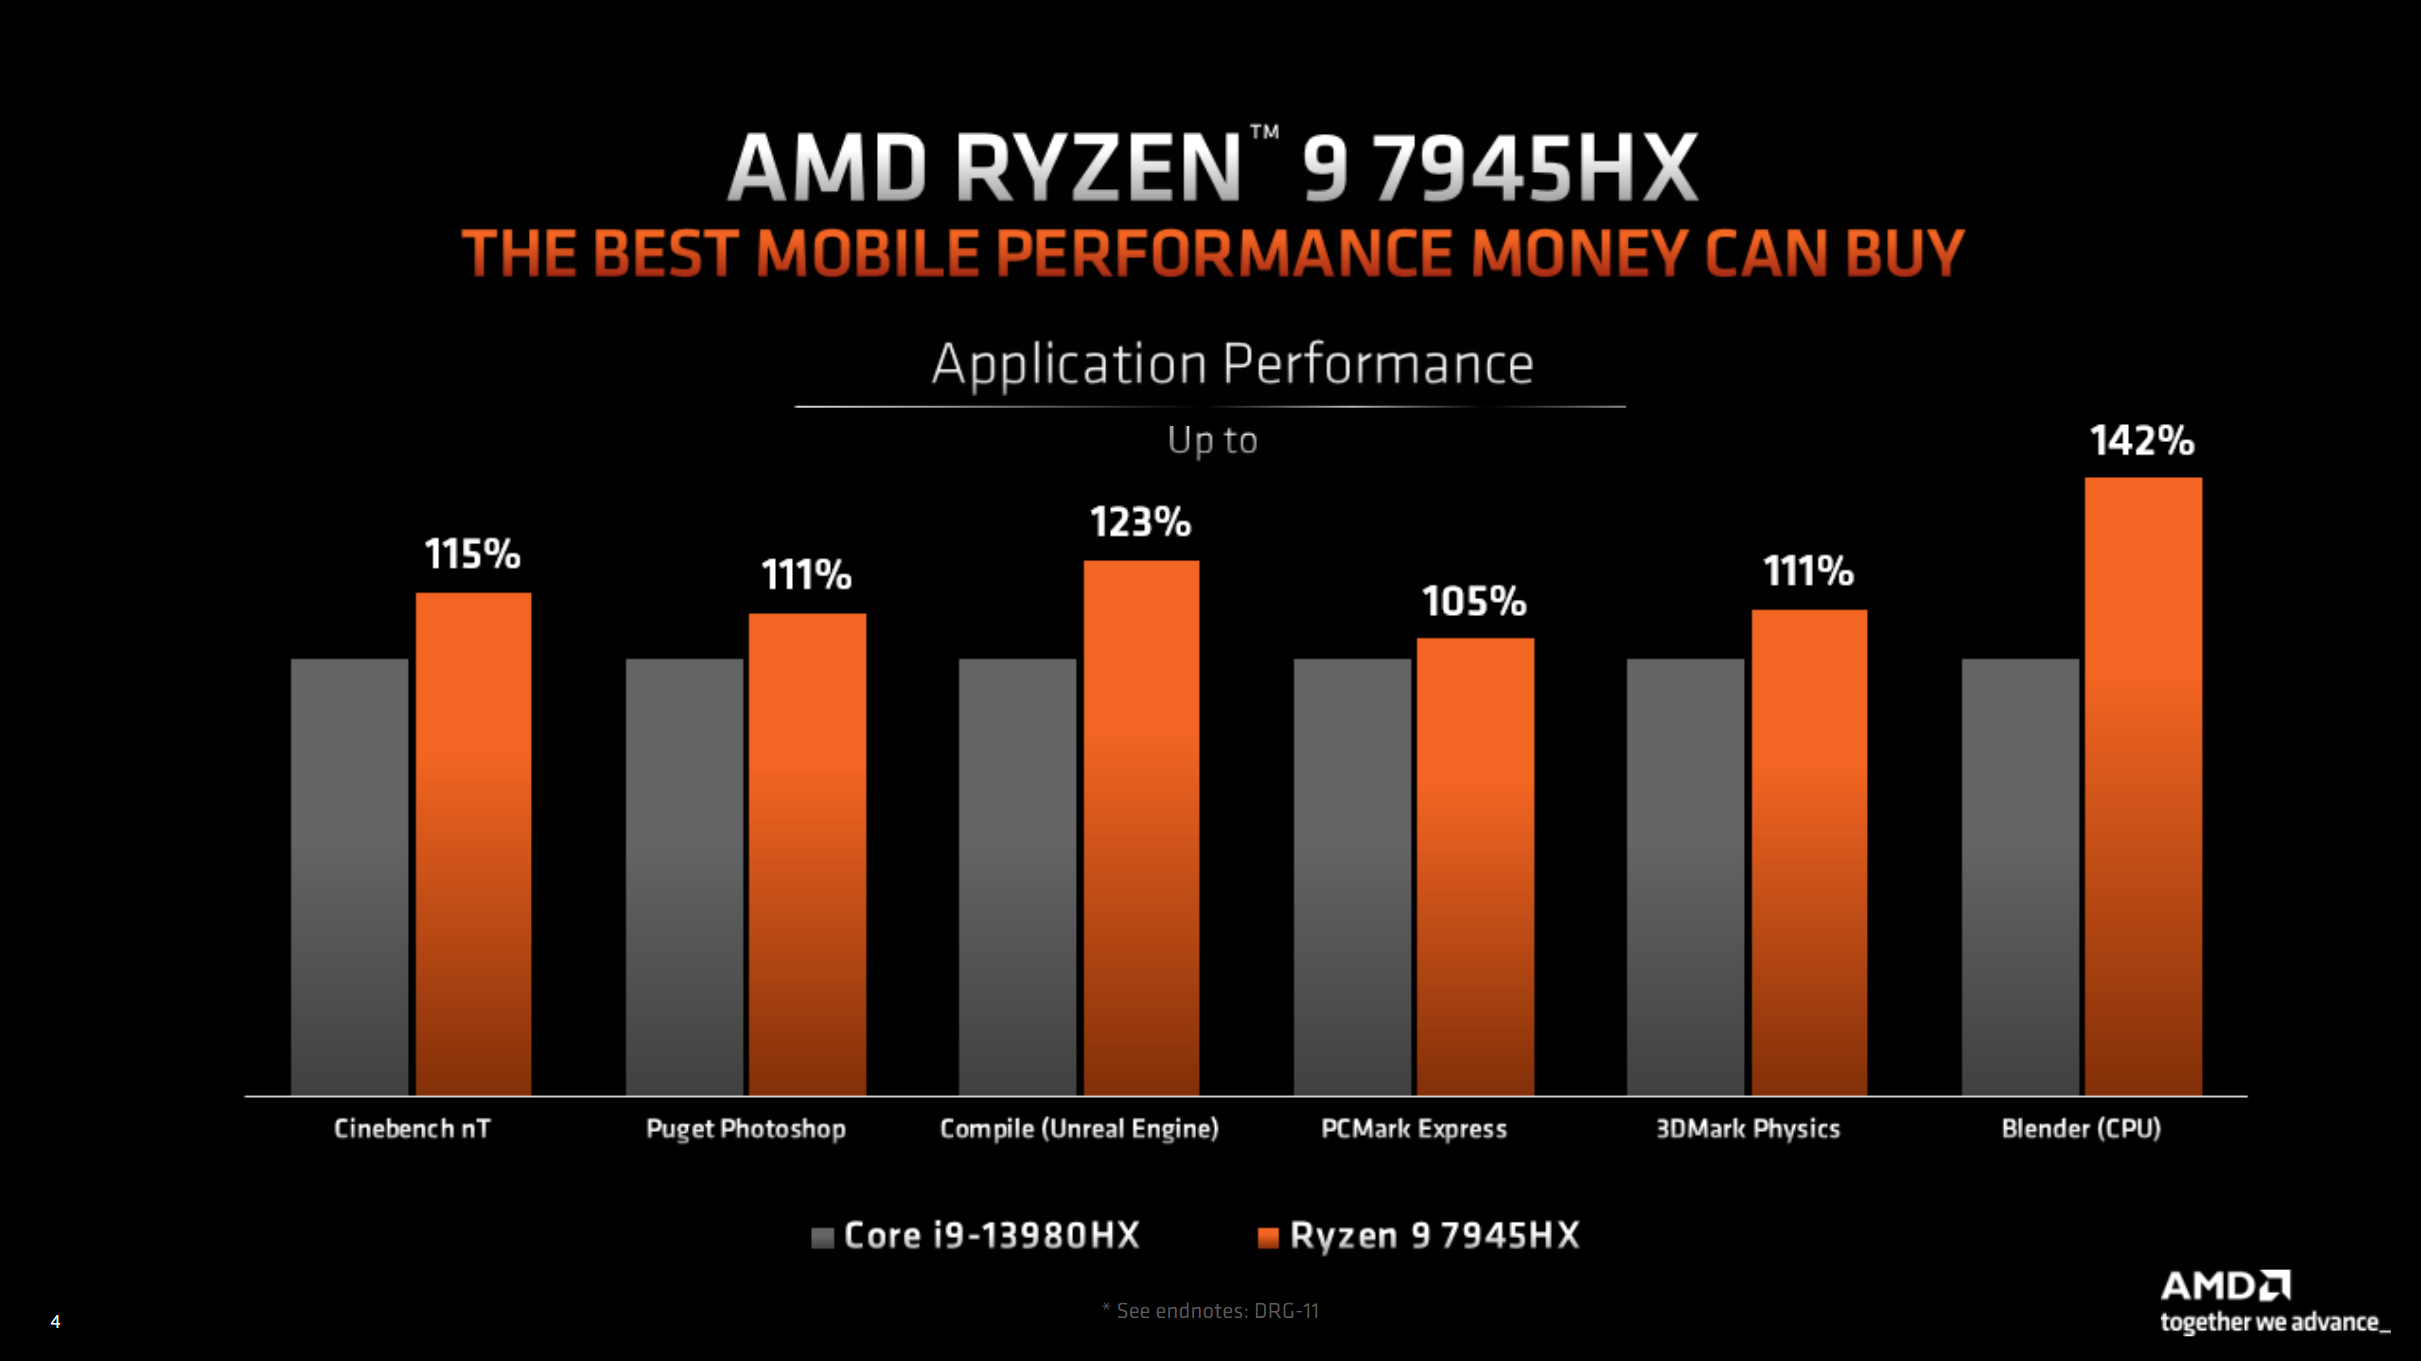 AMD RYZEN™ 9 7945HX
THE BEST MOBILE PERFORMANCE MONEY CAN BUY
Application Performance
Up to
115%
111%
123%
105%
111%
142%
Cinebench nT
Puget Photoshop
Compile (Unreal Engine)
PCMark Express
3DMark Physics
Blender (CPU)
Core i9-13980HX
Ryzen 9 7945HX
* See endnotes: DRG-11
4
AMD
together we advance_